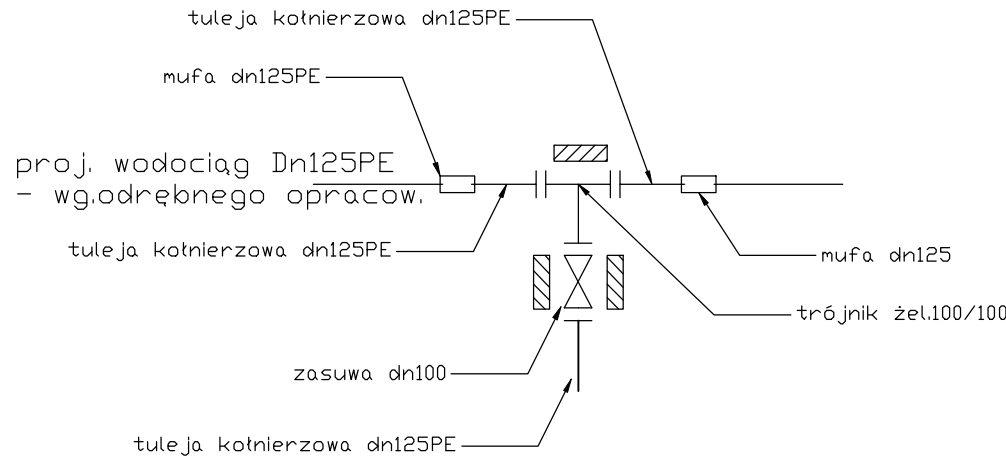 tuleja kołnierzowa dn125PE
mufa dn125PE
proj. wodociąg Dn125PE
- wg.odrębnego opracow.
tuleja kołnierzowa dn125PE
mufa dn125
trójnik żel.100/100
zasuwa dn100
tuleja kołnierzowa dn125PE